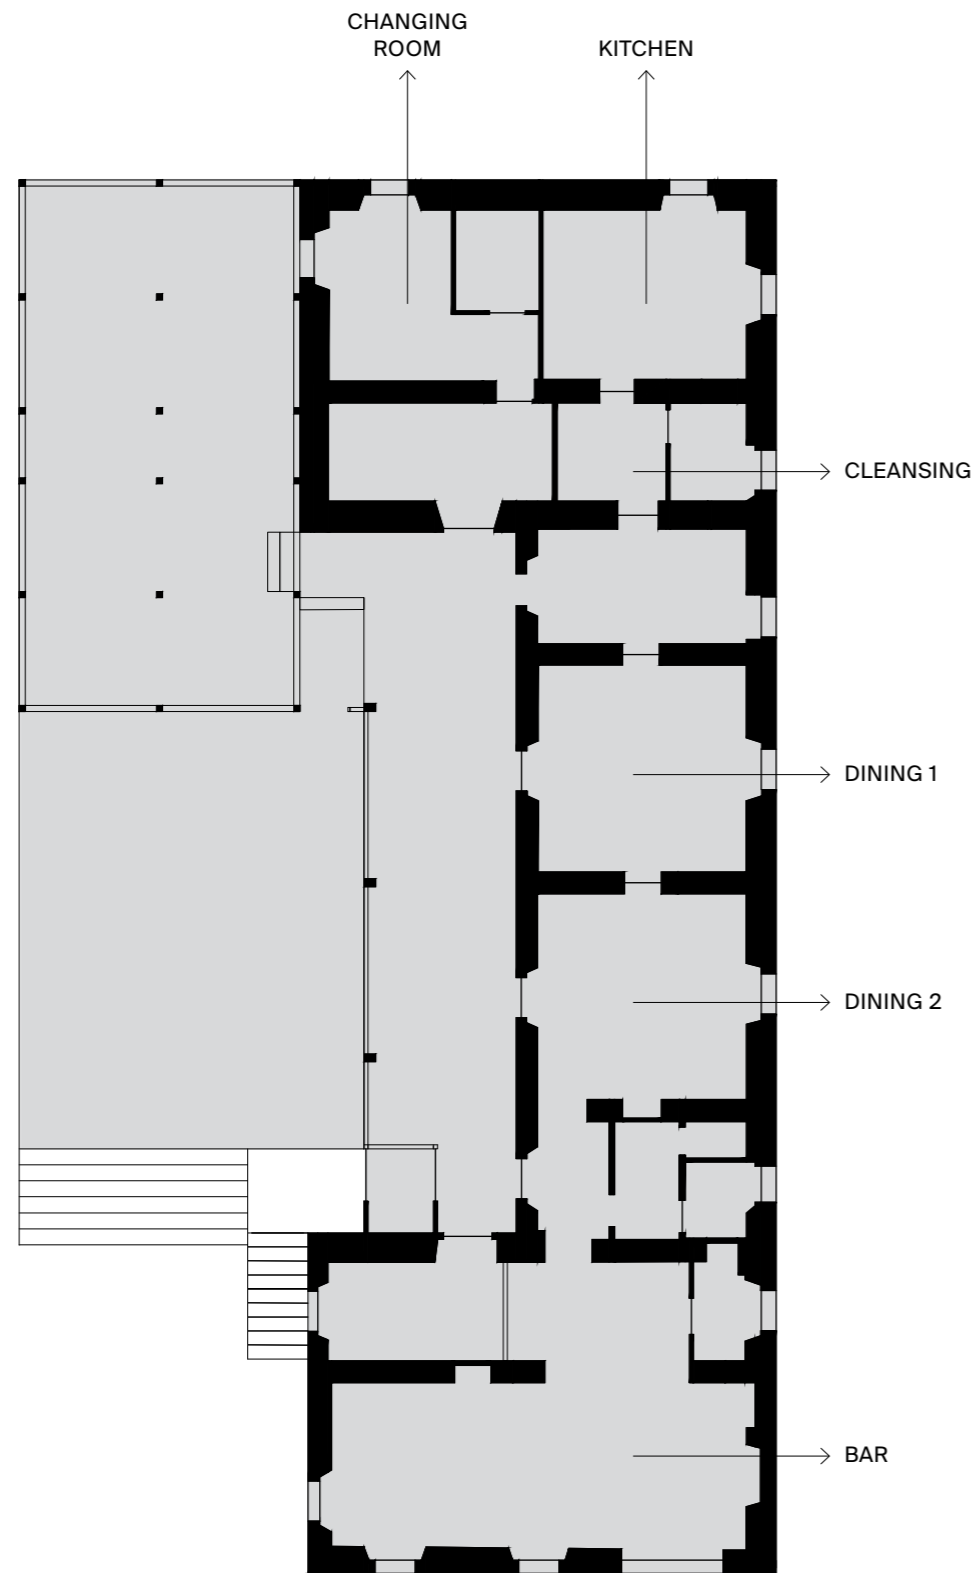 CHANGING
ROOM
KITCHEN
CLEANSING
DINING 1
DINING 2
BAR